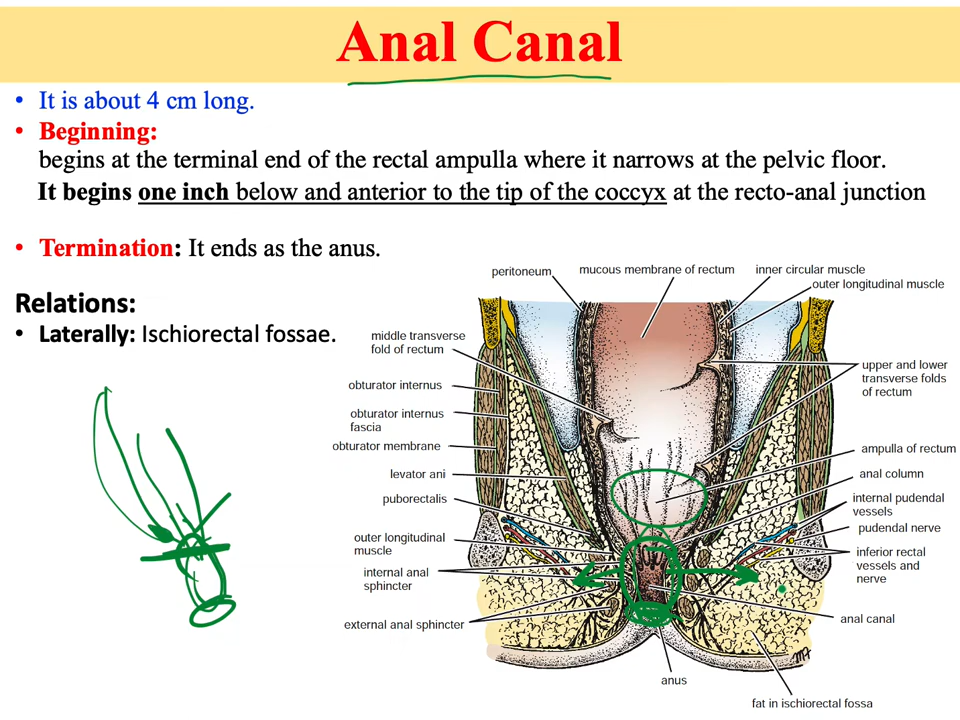 Anal Canal
• It is about 4 cm long.
• Beginning:
begins at the terminal end of the rectal ampulla where it narrows at the pelvic floor.
It begins one inch below and anterior to the tip of the coccyx at the recto-anal junction
• Termination: It ends as the anus.
Relations:
• Laterally: Ischiorectal fossae.
peritoneum
mucous membrane of rectum
inner circular muscle
outer longitudinal muscle
middle transverse
fold of rectum
obturator internus
obturator internus
fascia
obturator membrane
levator ani
puborectalis
outer longitudinal
muscle
internal anal
sphincter
external anal sphincter
upper and lower
transverse folds
of rectum
ampulla of rectum
anal column
internal pudendal
vessels
pudendal nerve
inferior rectal
vessels and
nerve
anal canal
anus
fat in ischiorectal fossa